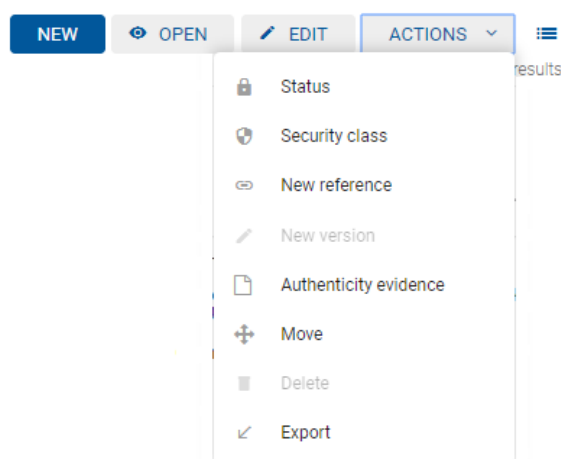 NEW OPEN EDIT ACTIONS
results
Status
Security class
New reference
New version
Authenticity evidence
Move
Delete
Export